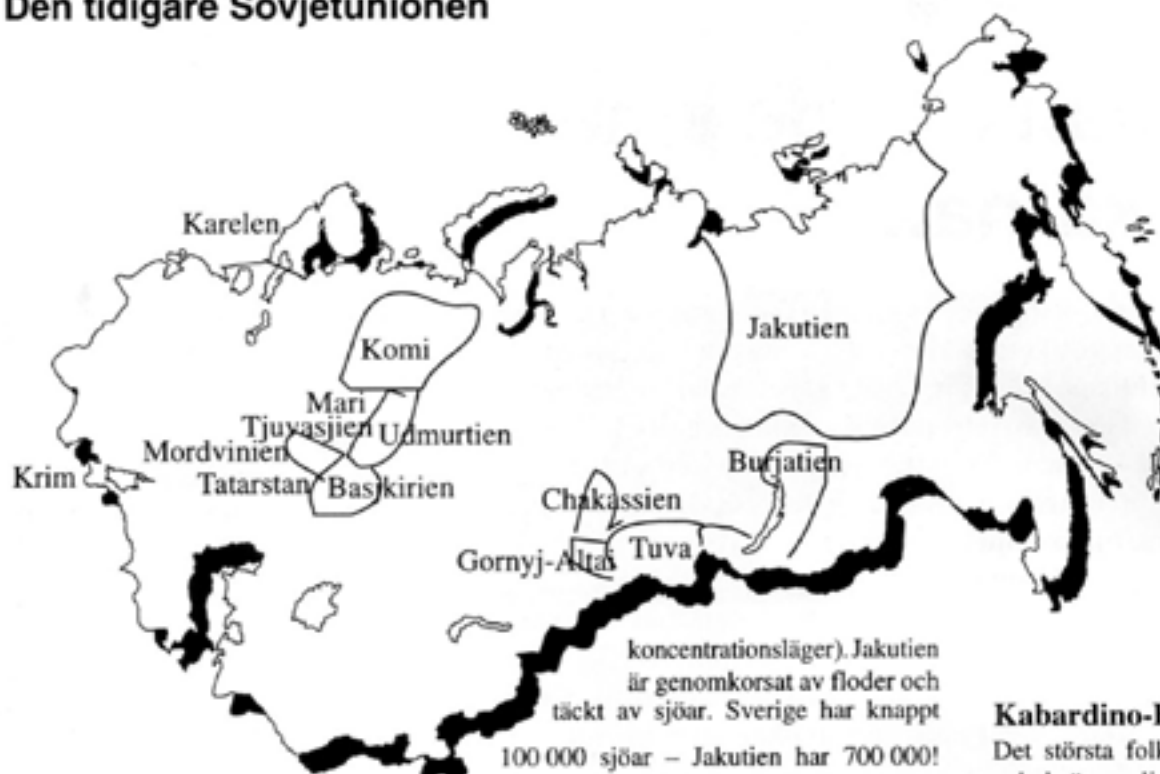 Den tidigare Sovjetunionen
Karelen
Komi
Jakutien
Mari
Tjuvasjien
Udmurtien
Mordvinien
Krim
Tatarstan
Basjkirien
Burjatien
Chakassien
Gornyj-Altai
Tuva
koncentrationsläger). Jakutien
är genomkorsat av floder och
täckt av sjöar. Sverige har knappt
100 000 sjöar – Jakutien har 700 000!
Kabardino-
Det största